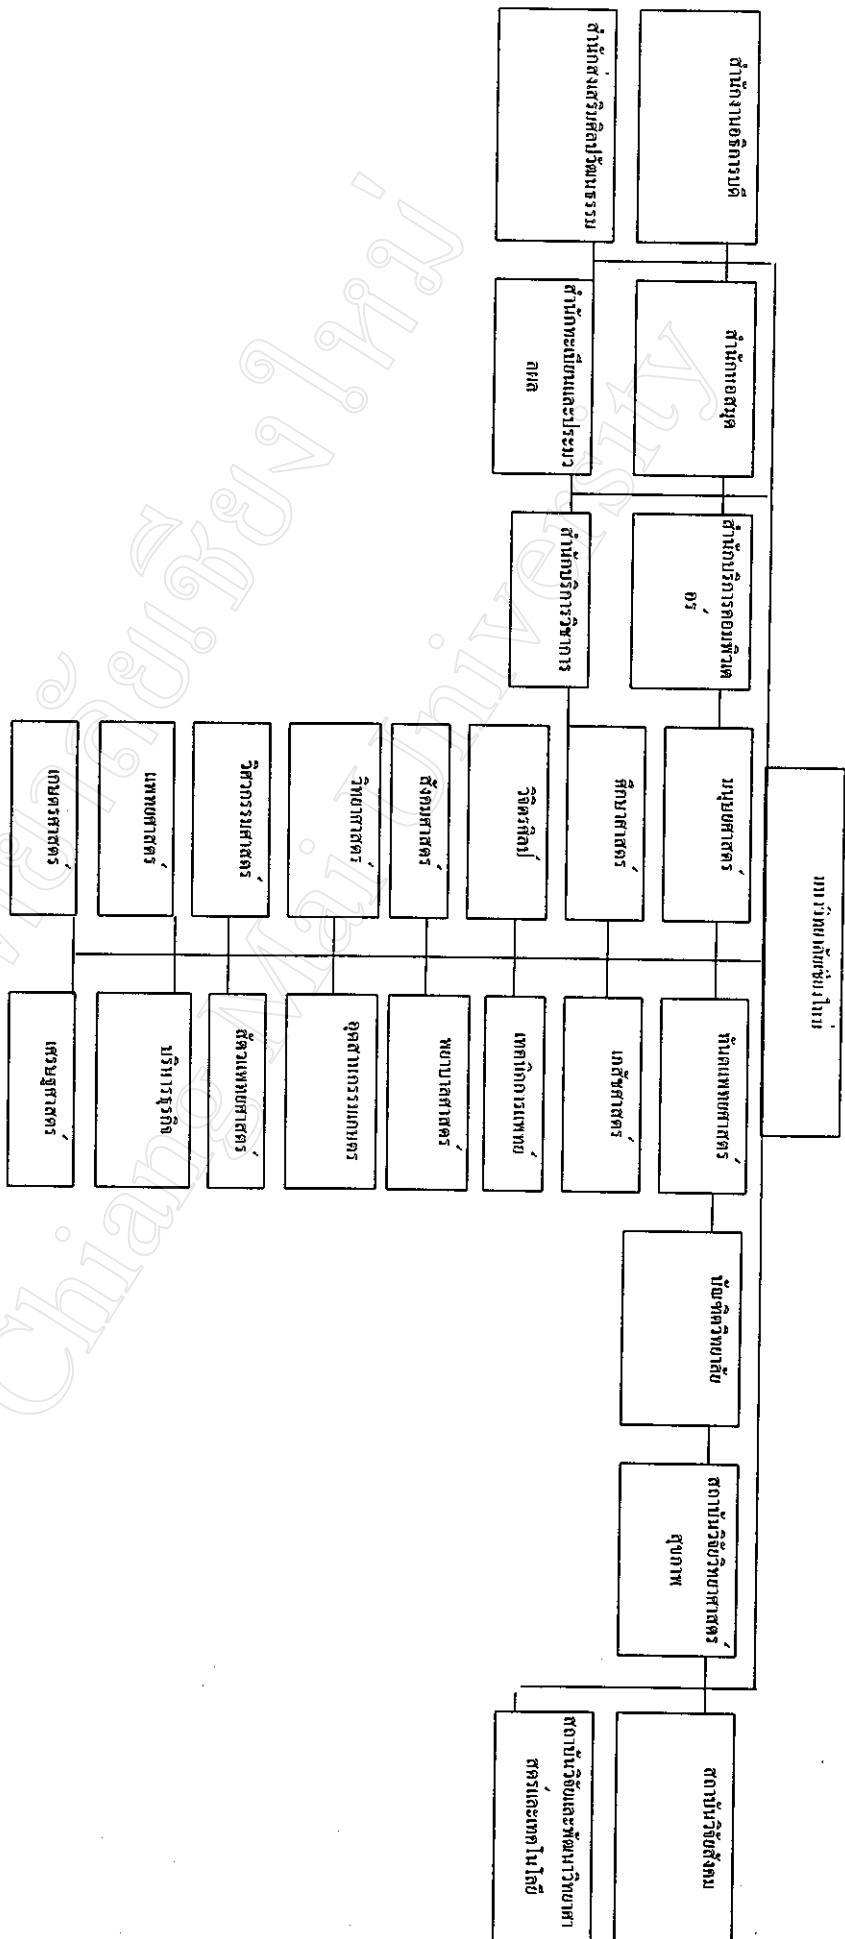 มหาวิทยาลัยเชียงใหม่
สำนักงานอธิการบดี
สำนักหอสมุด
สำนักบริการคอมพิวเต
อร์
มนุษยศาสตร์
ทันตแพทยศาสตร์
บัณฑิตวิทยาลัย
สถาบันวิจัยวิทยาศาสตร์
สุขภาพ
สถาบันวิจัยสังคม
สำนักส่งเสริมศิลปวัฒนธรรม
สำนักทะเบียนและประมว
ลผล
สำนักบริการวิชาการ
ศึกษาศาสตร์
เภสัชศาสตร์
สถาบันวิจัยและพัฒนาวิทยาศา
สตร์และเทคโนโลยี
วิจิตรศิลป์
เทคนิคการแพทย์
สังคมศาสตร์
พยาบาลศาสตร์
วิทยาศาสตร์
อุตสาหกรรมเกษตร
วิศวกรรมศาสตร์
สัตวแพทยศาสตร์
แพทยศาสตร์
บริหารธุรกิจ
เกษตรศาสตร์
เศรษฐศาสตร์
Chiang Mai University